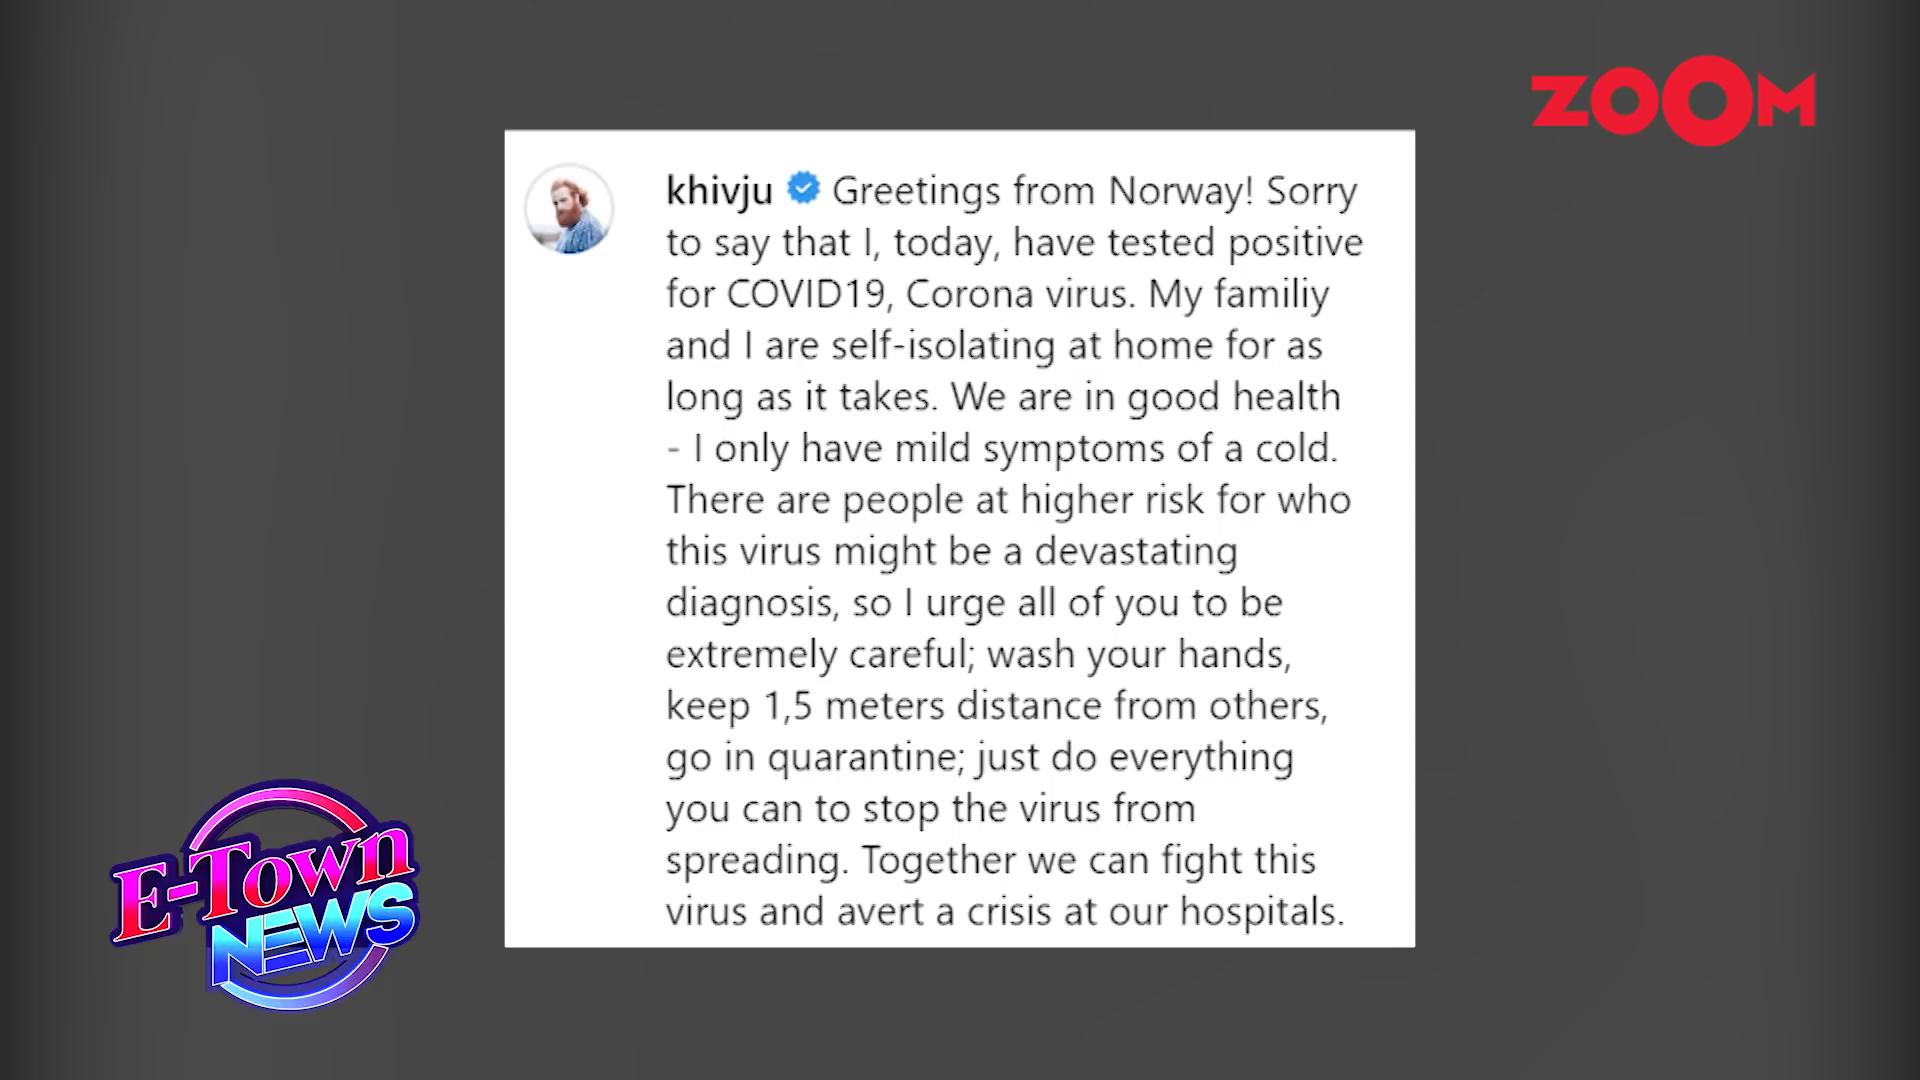 ZOOM
khivju Greetings from Norway! Sorry
to say that I, today, have tested positive
for COVID19, Corona virus. My familiy
and I are self-isolating at home for as
long as it takes. We are in good health
- I only have mild symptoms of a cold.
There are people at higher risk for who
this virus might be a devastating
diagnosis, so I urge all of you to be
extremely careful; wash your hands,
keep 1,5 meters distance from others,
go in quarantine; just do everything
you can to stop the virus from
spreading. Together we can fight this
virus and avert a crisis at our hospitals.
E-Town
NEWS